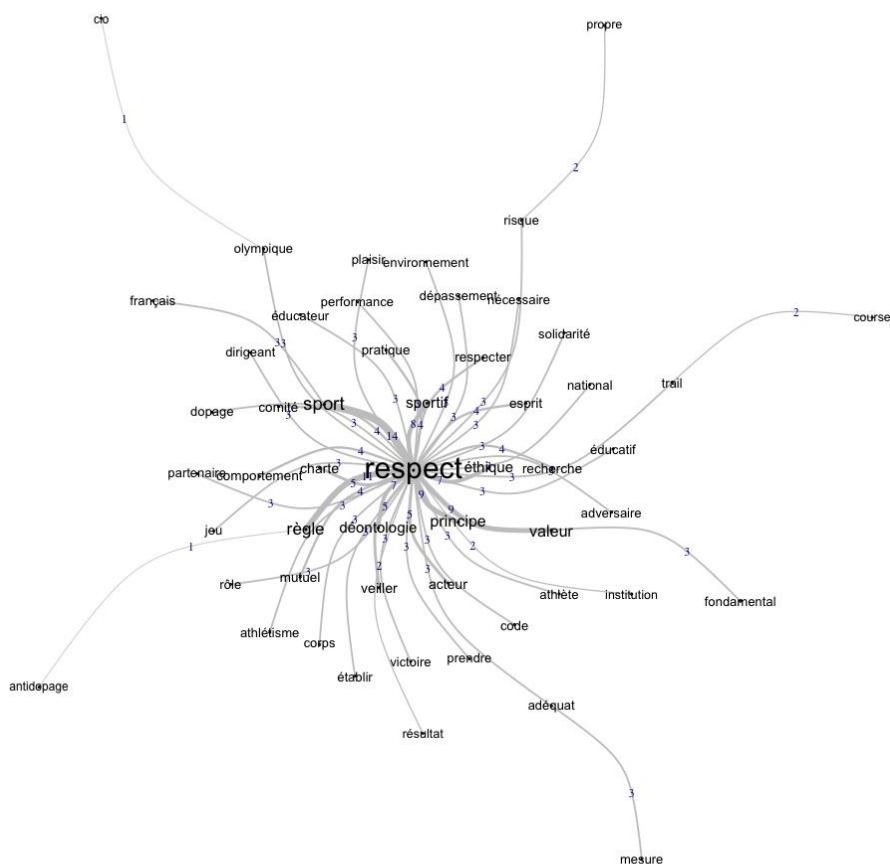 cio
propre
1
2
risque
olympique
plaisir
environnement
français
performance
dépassement
nécessaire
éducateur
2
course
33
3
solidarité
dirigeant
pratique
respecter
trail
4
national
dopage
comité
sport
3
sportif
3
esprit
3
3
4
8
4
3
3
4
14
éducatif
4
3
4
partenaire
comportement
charte
3
respect
éthique
recherche
5
11
7
7
3
3
4
9
3
jeu
3
3
5
9
adversaire
règle
déontologie
3
5
principe
valeur
1
3
3
3
3
2
3
rôle
mutuel
3
2
veiller
3
acteur
athlète
institution
fondamental
athlétisme
corps
code
établir
victoire
prendre
antidopage
adéquat
résultat
3
mesure